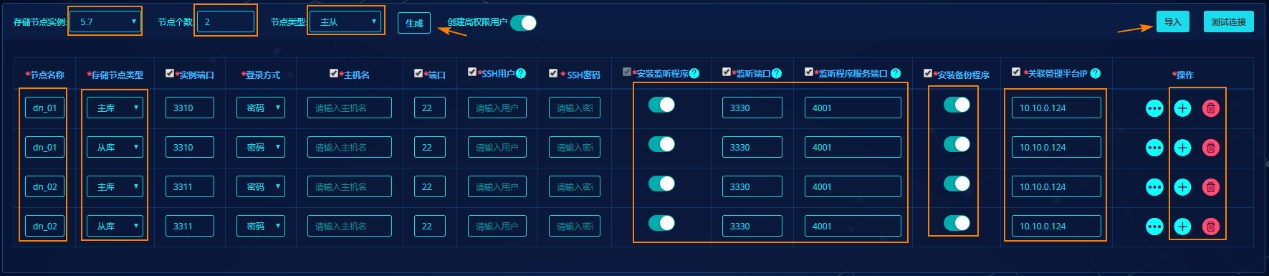 存储节点实例: 5.7 节点个数: 2 节点类型: 主从 生成 创建高权限用户 导入 测试连接
*节点名称 *存储节点类型 *实例端口 *登录方式 *主机名 *端口 *SSH用户 *SSH密码 *安装监听程序 *监听端口 *监听程序服务端口 *安装备份程序 *关联管理平台IP *操作
dn_01 主库 3310 密码 请输入主机名 22 请输入用户 请输入密 3330 4001 10.10.0.124
dn_01 从库 3310 密码 请输入主机名 22 请输入用户 请输入密 3330 4001 10.10.0.124
dn_02 主库 3311 密码 请输入主机名 22 请输入用户 请输入密 3330 4001 10.10.0.124
dn_02 从库 3311 密码 请输入主机名 22 请输入用户 请输入密 3330 4001 10.10.0.124